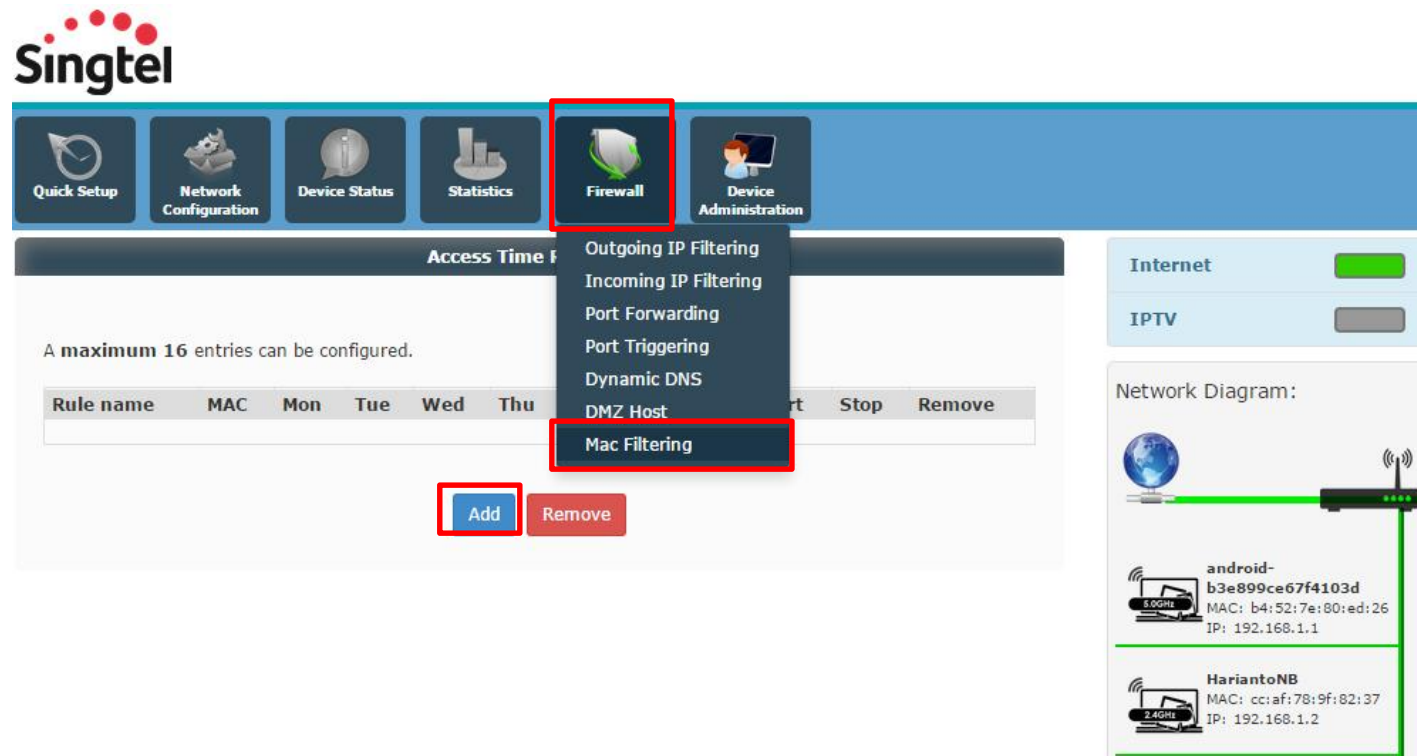 Singtel
Quick Setup
Network
Configuration
Device Status
Statistics
Firewall
Device
Administration
Access Time
Outgoing IP Filtering
Incoming IP Filtering
Port Forwarding
Port Triggering
Dynamic DNS
DMZ Host
Mac Filtering
A maximum 16 entries can be configured.
Rule name MAC Mon Tue Wed Thu Stop Remove
Add Remove
Internet
IPTV
Network Diagram:
5.0GHz
android-
b3e899ce67f4103d
MAC: b4:52:7e:80:ed:26
IP: 192.168.1.1
2.4GHz
HariantoNB
MAC: cc:af:78:9f:82:37
IP: 192.168.1.2